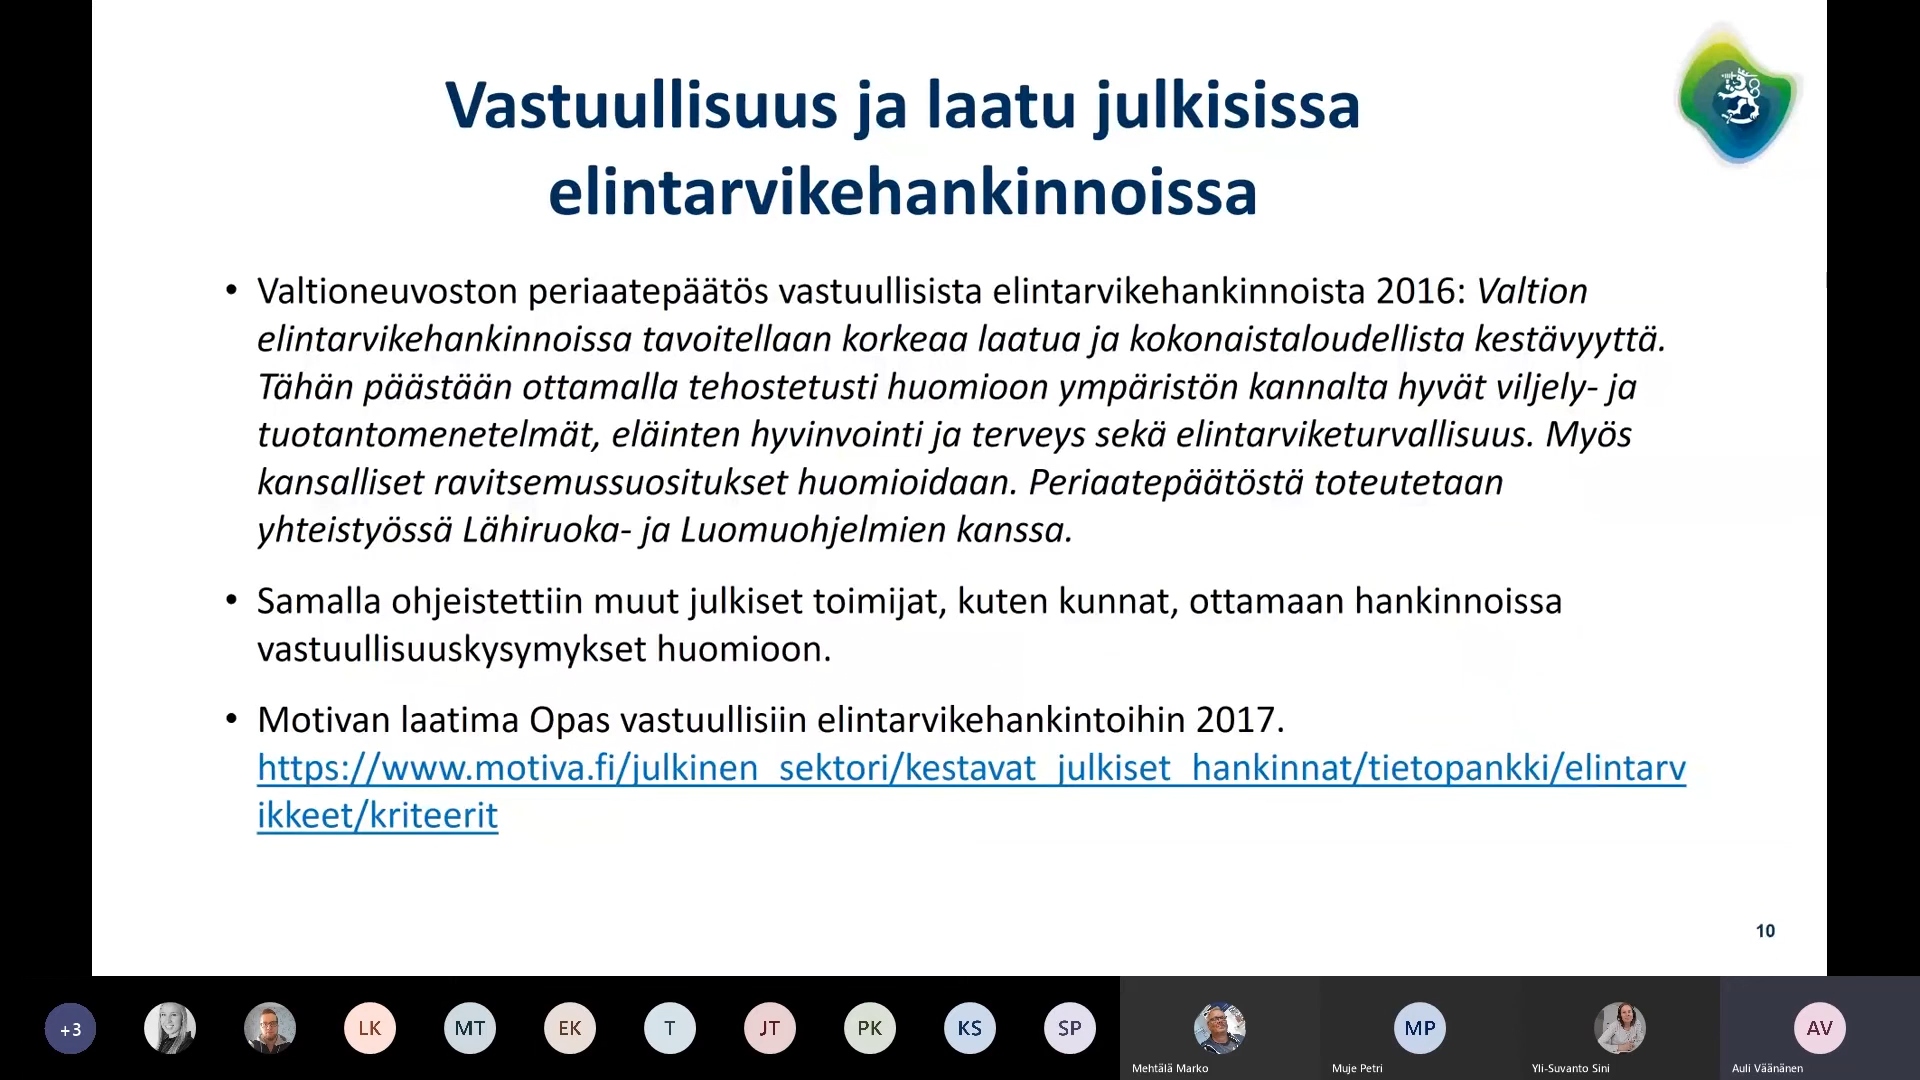 Vastuullisuus ja laatu julkisissa
elintarvikehankinnoissa
• Valtioneuvoston periaatepäätös vastuullisista elintarvikehankinnoista 2016: Valtion
elintarvikehankinnoissa tavoitellaan korkeaa laatua ja kokonaistaloudellista kestävyyttä.
Tähän päästään ottamalla tehostetusti huomioon ympäristön kannalta hyvät viljely- ja
tuotantomenetelmät, eläinten hyvinvointi ja terveys sekä elintarviketurvallisuus. Myös
kansalliset ravitsemussuositukset huomioidaan. Periaatepäätöstä toteutetaan
yhteistyössä Lähiruoka- ja Luomuohjelmien kanssa.
• Samalla ohjeistettiin muut julkiset toimijat, kuten kunnat, ottamaan hankinnoissa
vastuullisuuskysymykset huomioon.
• Motivan laatima Opas vastuullisiin elintarvikehankintoihin 2017.
https://www.motiva.fi/julkinen_sektori/kestavat_julkiset_hankinnat/tietopankki/elintarv
ikkeet/kriteerit
10
+3 LK MT EK T JT PK KS SP MP AV
Mehtälä Marko Muje Petri Yli-Suvanto Sini Auli Väänänen